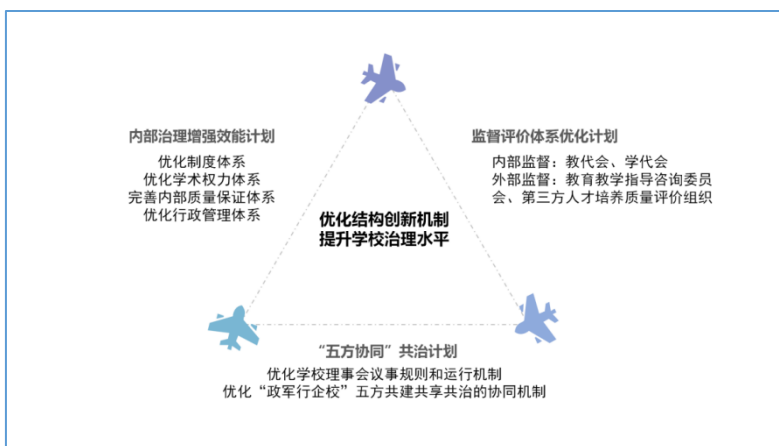 内部治理增强效能计划
优化制度体系
优化学术权力体系
完善内部质量保证体系
优化行政管理体系
监督评价体系优化计划
内部监督：教代会、学代会
外部监督：教育教学指导咨询委员
会、第三方人才培养质量评价组织
优化结构创新机制
提升学校治理水平
“五方协同”共治计划
优化学校理事会议事规则和运行机制
优化“政军行企校”五方共建共享共治的协同机制